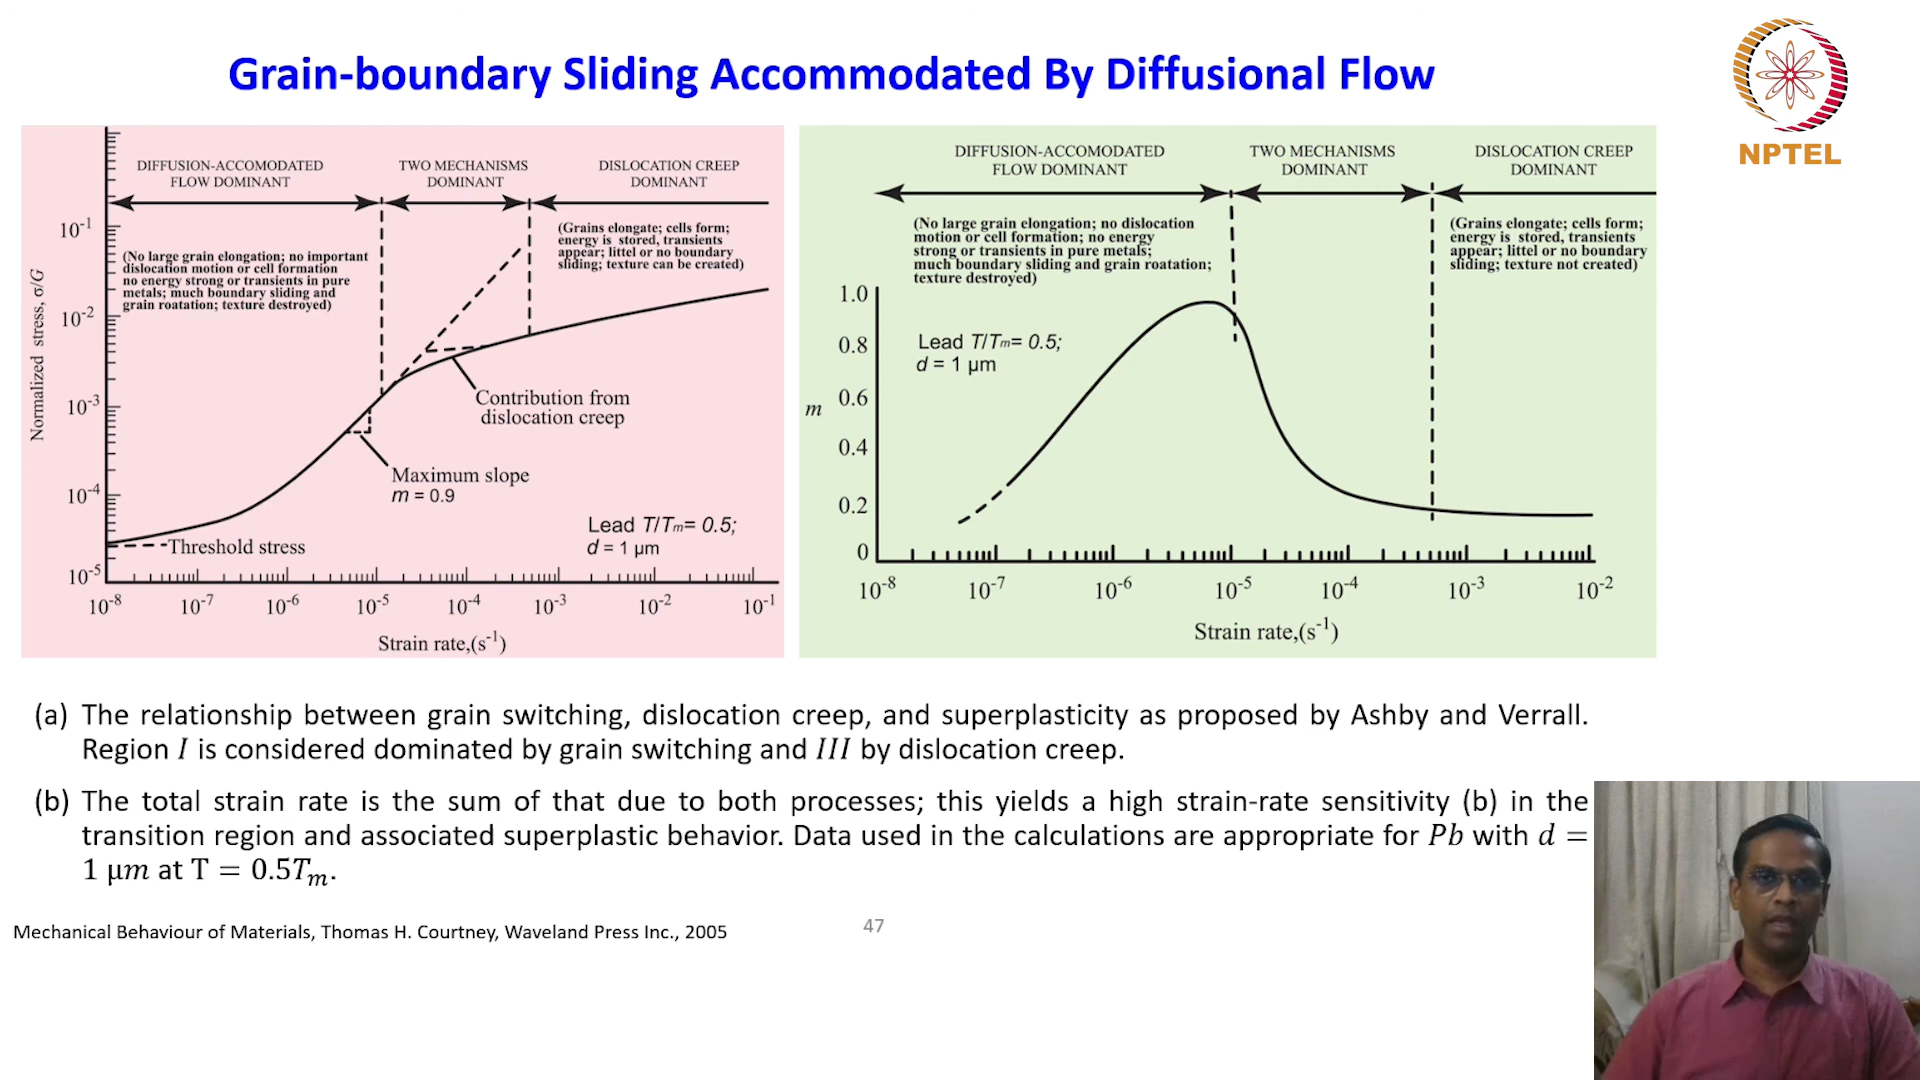 Grain-boundary Sliding Accommodated By Diffusional Flow
NPTEL
DIFFUSION-ACCOMODATED
FLOW DOMINANT
TWO MECHANISMS
DOMINANT
DISLOCATION CREEP
DOMINANT
(No large grain elongation; no important
dislocation motion or cell formation
no energy strong or transients in pure
metals; much boundary sliding and
grain roatation; texture destroyed)
(Grains elongate; cells form;
energy is stored, transients
appear; littel or no boundary
sliding; texture can be created)
Normalized stress, σ/G
10⁻¹
10⁻²
10⁻³
10⁻⁴
10⁻⁵
Contribution from
dislocation creep
Maximum slope
m = 0.9
Lead T/Tm= 0.5;
d = 1 μm
Threshold stress
10⁻⁸ 10⁻⁷ 10⁻⁶ 10⁻⁵ 10⁻⁴ 10⁻³ 10⁻² 10⁻¹
Strain rate,(s⁻¹)
DIFFUSION-ACCOMODATED
FLOW DOMINANT
TWO MECHANISMS
DOMINANT
DISLOCATION CREEP
DOMINANT
(No large grain elongation; no dislocation
motion or cell formation; no energy
strong or transients in pure metals;
much boundary sliding and grain roatation;
texture destroyed)
(Grains elongate; cells form;
energy is stored, transients
appear; littel or no boundary
sliding; texture not created)
Lead T/Tm= 0.5;
d = 1 μm
m
1.0
0.8
0.6
0.4
0.2
0
10⁻⁸ 10⁻⁷ 10⁻⁶ 10⁻⁵ 10⁻⁴ 10⁻³ 10⁻²
Strain rate,(s⁻¹)
(a) The relationship between grain switching, dislocation creep, and superplasticity as proposed by Ashby and Verrall.
Region I is considered dominated by grain switching and III by dislocation creep.
(b) The total strain rate is the sum of that due to both processes; this yields a high strain-rate sensitivity (b) in the
transition region and associated superplastic behavior. Data used in the calculations are appropriate for Pb with d =
1 μm at T = 0.5Tₘ.
Mechanical Behaviour of Materials, Thomas H. Courtney, Waveland Press Inc., 2005
47